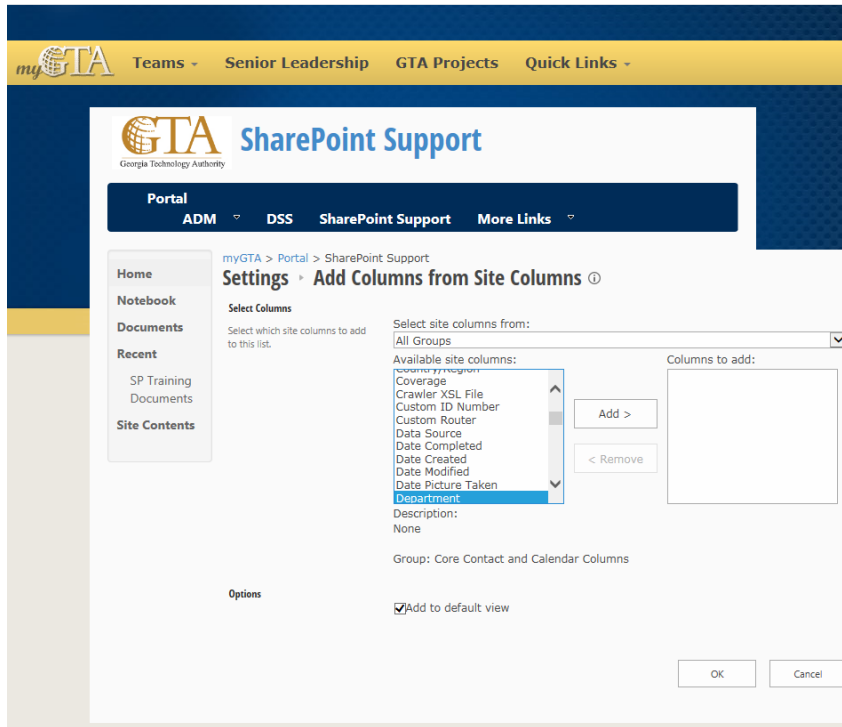 myGTA Teams Senior Leadership GTA Projects Quick Links
GTA
Georgia Technology Authority
SharePoint Support
Portal
ADM DSS SharePoint Support More Links
Home
Notebook
Documents
Recent
SP Training
Documents
Site Contents
myGTA > Portal > SharePoint Support
Settings ▸ Add Columns from Site Columns
Select Columns
Select which site columns to add
to this list.
Select site columns from:
All Groups
Available site columns:
Country/Region
Coverage
Crawler XSL File
Custom ID Number
Custom Router
Data Source
Date Completed
Date Created
Date Modified
Date Picture Taken
Department
Add >
< Remove
Columns to add:
Description:
None
Group: Core Contact and Calendar Columns
Options
Add to default view
OK
Cancel